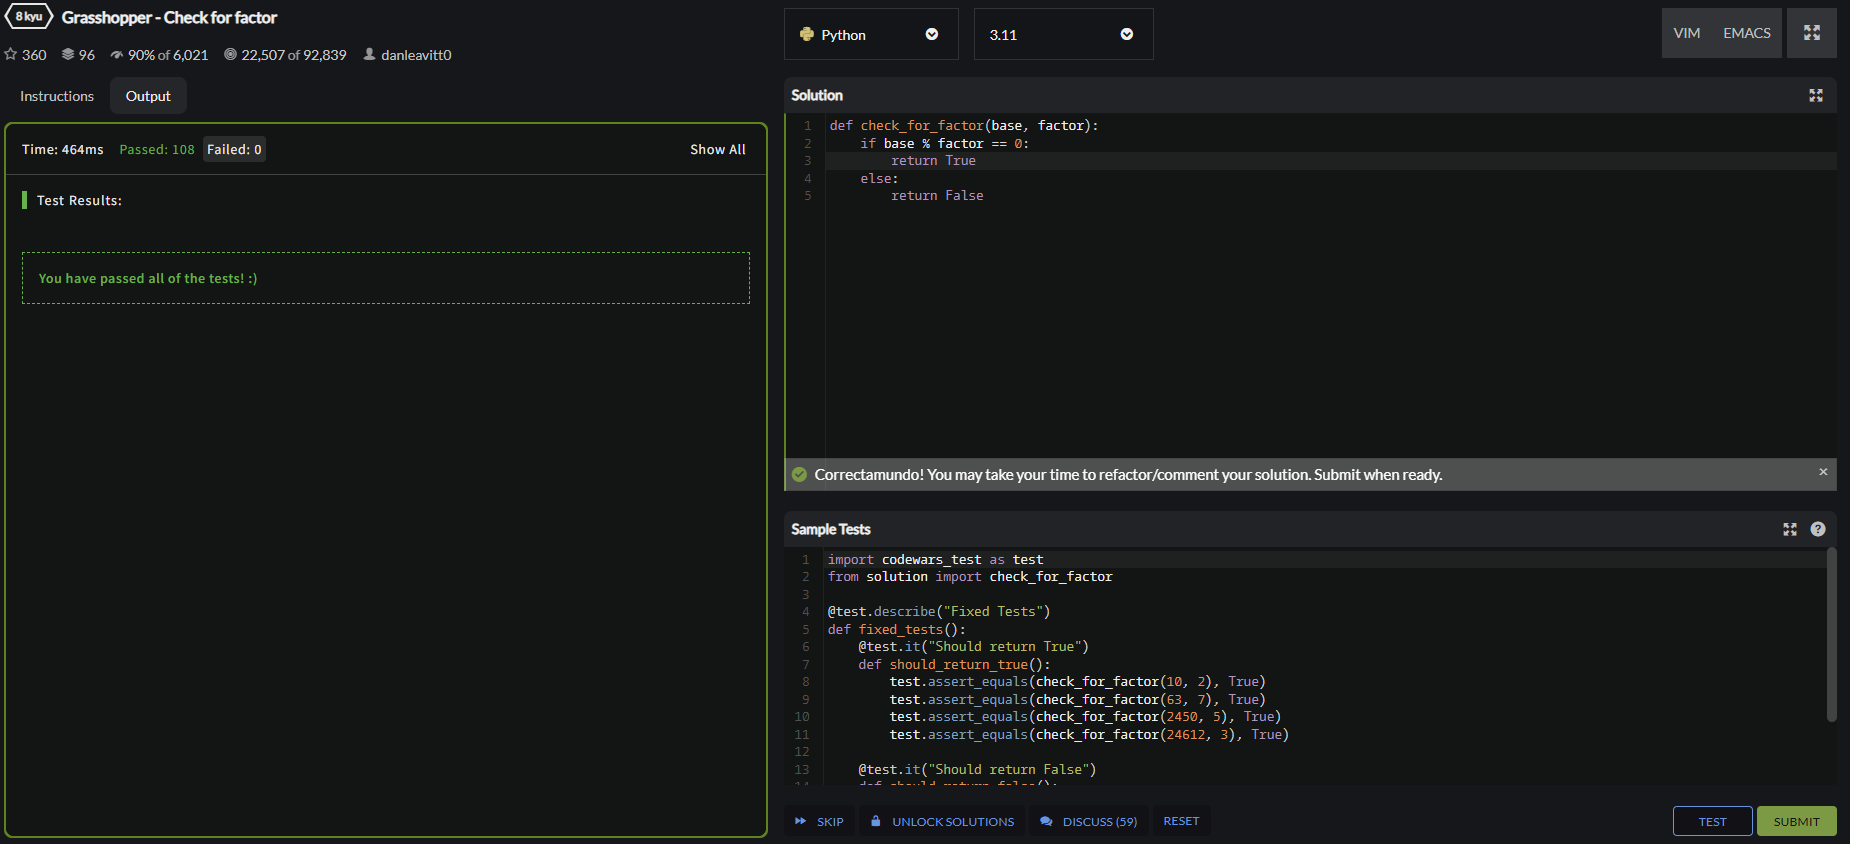 8 kyu Grasshopper - Check for factor
360 96 90% of 6,021 22,507 of 92,839 danleavitt0
Instructions Output
Time: 464ms Passed: 108 Failed: 0 Show All
Test Results:
You have passed all of the tests! :)
Python 3.11 VIM EMACS
Solution
1 def check_for_factor(base, factor):
2     if base % factor == 0:
3         return True
4     else:
5         return False
Correctamundo! You may take your time to refactor/comment your solution. Submit when ready. ×
Sample Tests ?
1 import codewars_test as test
2 from solution import check_for_factor
3
4 @test.describe("Fixed Tests")
5 def fixed_tests():
6     @test.it("Should return True")
7     def should_return_true():
8         test.assert_equals(check_for_factor(10, 2), True)
9         test.assert_equals(check_for_factor(63, 7), True)
10         test.assert_equals(check_for_factor(2450, 5), True)
11         test.assert_equals(check_for_factor(24612, 3), True)
12
13     @test.it("Should return False")
14     def should_return_false():
SKIP UNLOCK SOLUTIONS DISCUSS (59) RESET TEST SUBMIT